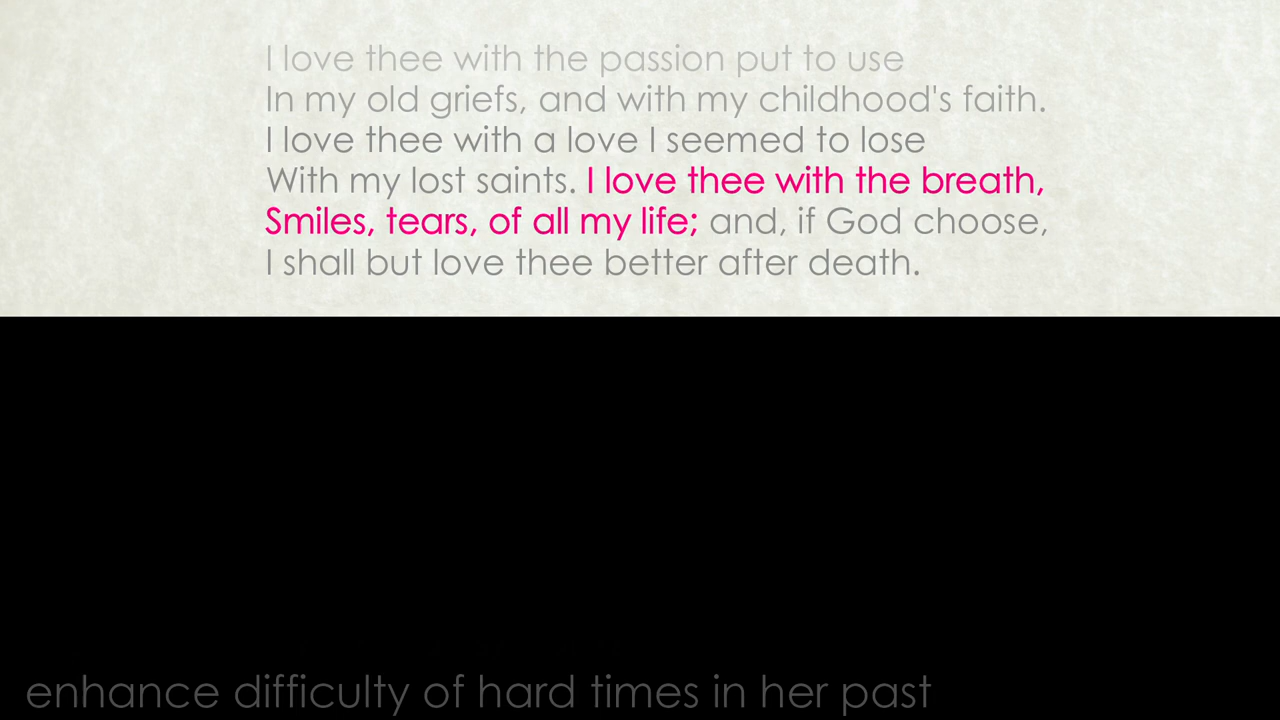 I love thee with the passion put to use
In my old griefs, and with my childhood's faith.
I love thee with a love I seemed to lose
With my lost saints. I love thee with the breath,
Smiles, tears, of all my life; and, if God choose,
I shall but love thee better after death.
enhance difficulty of hard times in her past